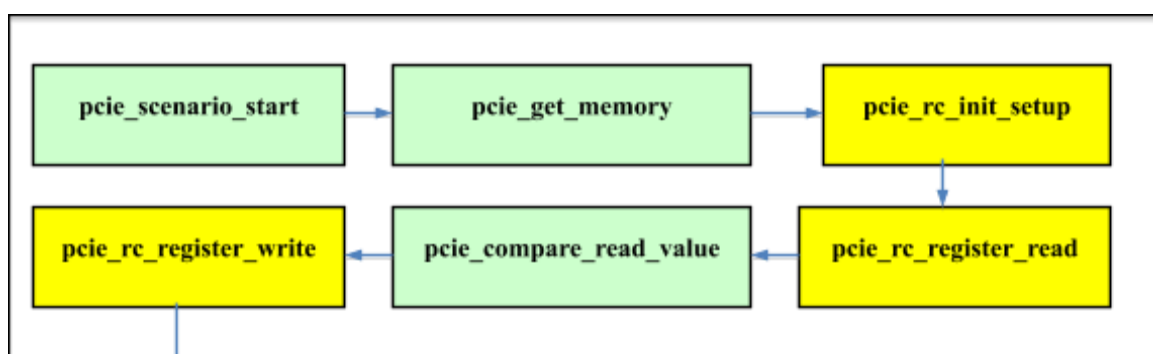 pcie_scenario_start
pcie_get_memory
pcie_rc_init_setup
pcie_rc_register_write
pcie_compare_read_value
pcie_rc_register_read